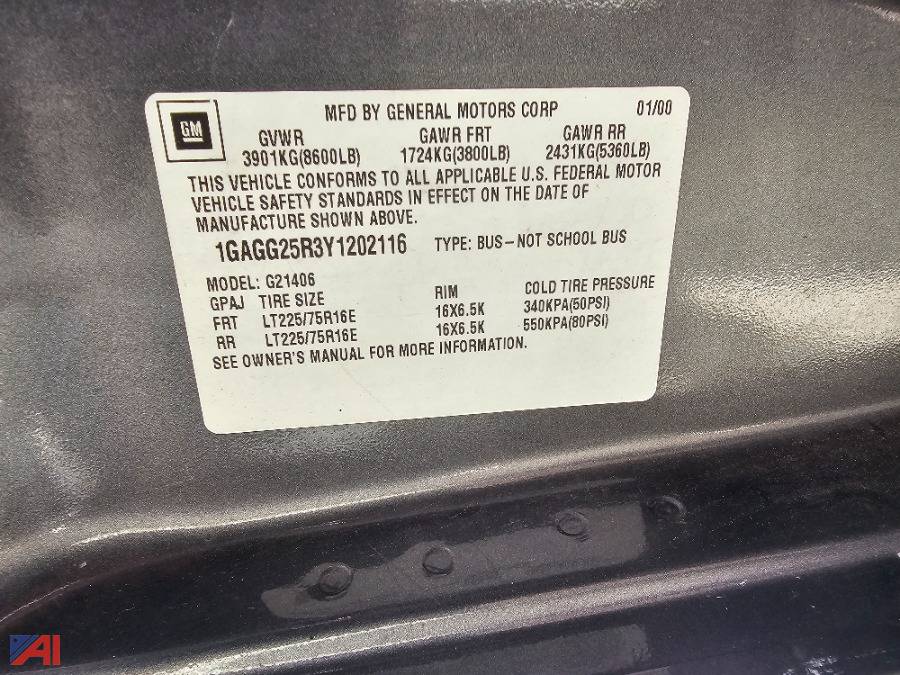 GM
MFD BY GENERAL MOTORS CORP 01/00
GVWR GAWR FRT GAWR RR
3901KG(8600LB) 1724KG(3800LB) 2431KG(5360LB)
THIS VEHICLE CONFORMS TO ALL APPLICABLE U.S. FEDERAL MOTOR
VEHICLE SAFETY STANDARDS IN EFFECT ON THE DATE OF
MANUFACTURE SHOWN ABOVE.
1GAGG25R3Y1202116 TYPE: BUS-NOT SCHOOL BUS
MODEL: G21406
GPAJ TIRE SIZE RIM COLD TIRE PRESSURE
FRT LT225/75R16E 16X6.5K 340KPA(50PSI)
RR LT225/75R16E 16X6.5K 550KPA(80PSI)
SEE OWNER'S MANUAL FOR MORE INFORMATION.
AI